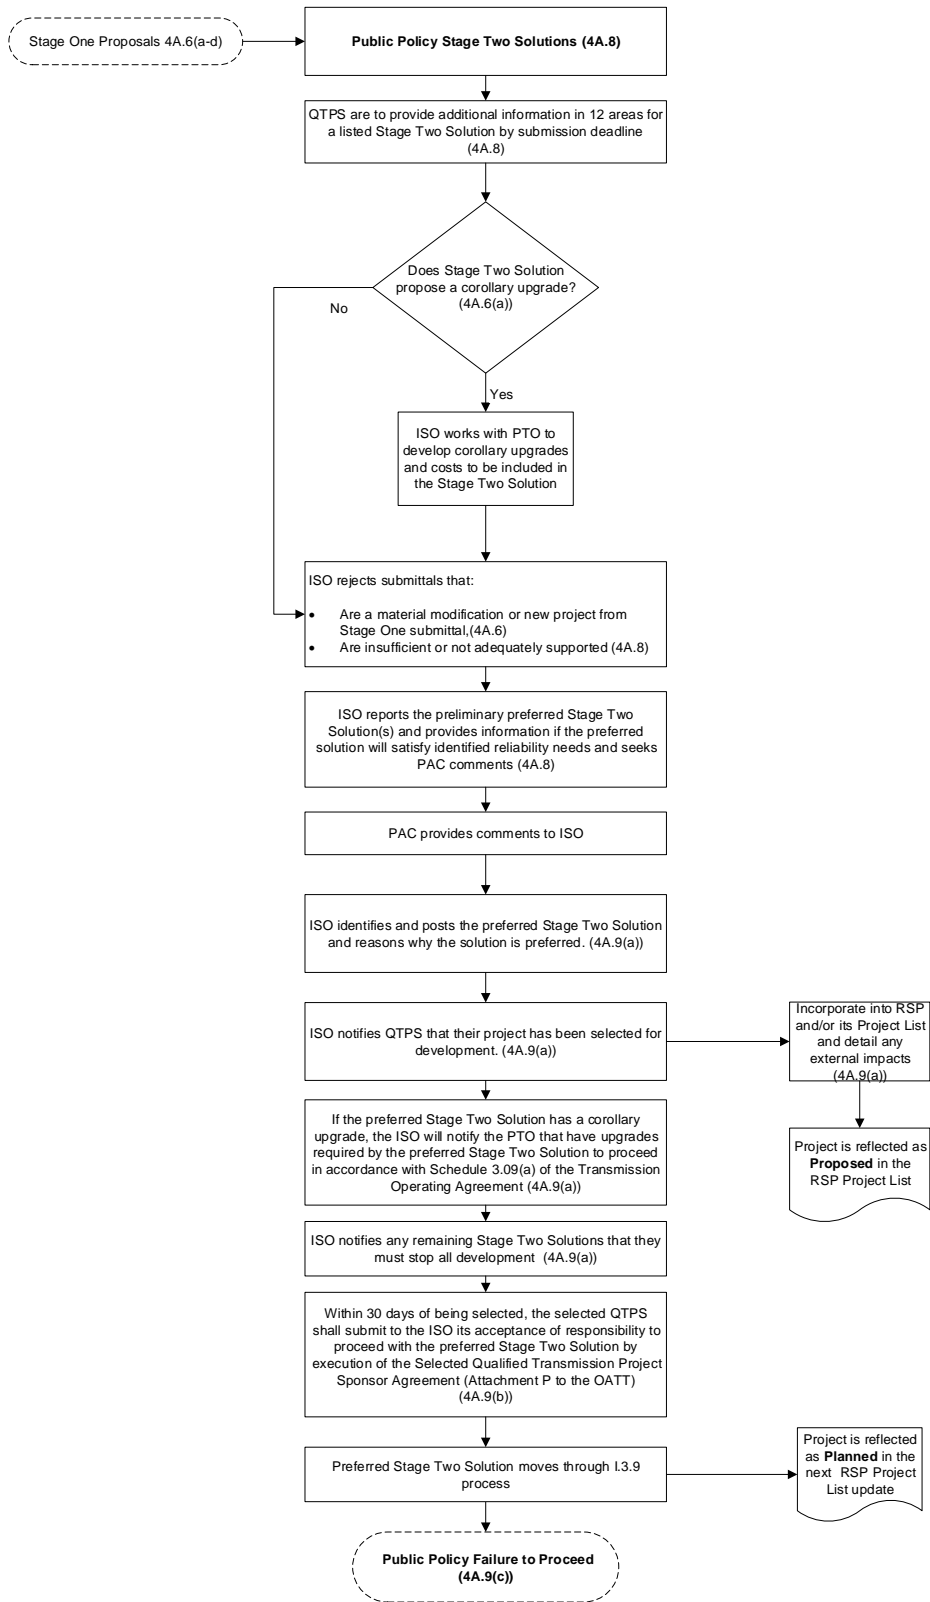 Stage One Proposals 4A.6(a-d)
Public Policy Stage Two Solutions (4A.8)
QTPS are to provide additional information in 12 areas for
a listed Stage Two Solution by submission deadline
(4A.8)
Does Stage Two Solution
propose a corollary upgrade?
(4A.6(a))
No
Yes
ISO works with PTO to
develop corollary upgrades
and costs to be included in
the Stage Two Solution
ISO rejects submittals that:
• Are a material modification or new project from
Stage One submittal,(4A.6)
• Are insufficient or not adequately supported (4A.8)
ISO reports the preliminary preferred Stage Two
Solution(s) and provides information if the preferred
solution will satisfy identified reliability needs and seeks
PAC comments (4A.8)
PAC provides comments to ISO
ISO identifies and posts the preferred Stage Two Solution
and reasons why the solution is preferred. (4A.9(a))
ISO notifies QTPS that their project has been selected for
development. (4A.9(a))
Incorporate into RSP
and/or its Project List
and detail any
external impacts
(4A.9(a))
Project is reflected as
Proposed in the
RSP Project List
If the preferred Stage Two Solution has a corollary
upgrade, the ISO will notify the PTO that have upgrades
required by the preferred Stage Two Solution to proceed
in accordance with Schedule 3.09(a) of the Transmission
Operating Agreement (4A.9(a))
ISO notifies any remaining Stage Two Solutions that they
must stop all development (4A.9(a))
Within 30 days of being selected, the selected QTPS
shall submit to the ISO its acceptance of responsibility to
proceed with the preferred Stage Two Solution by
execution of the Selected Qualified Transmission Project
Sponsor Agreement (Attachment P to the OATT)
(4A.9(b))
Preferred Stage Two Solution moves through I.3.9
process
Project is reflected
as Planned in the
next RSP Project
List update
Public Policy Failure to Proceed
(4A.9(c))